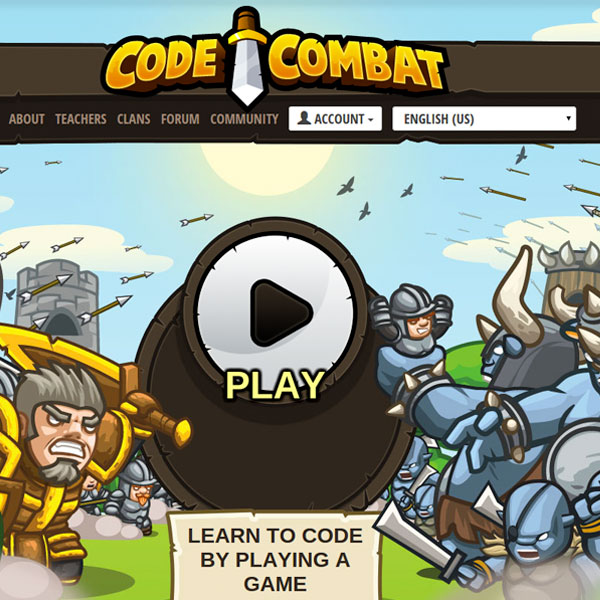 CODE COMBAT
ABOUT TEACHERS CLANS FORUM COMMUNITY ACCOUNT ENGLISH (US)
PLAY
LEARN TO CODE
BY PLAYING A
GAME